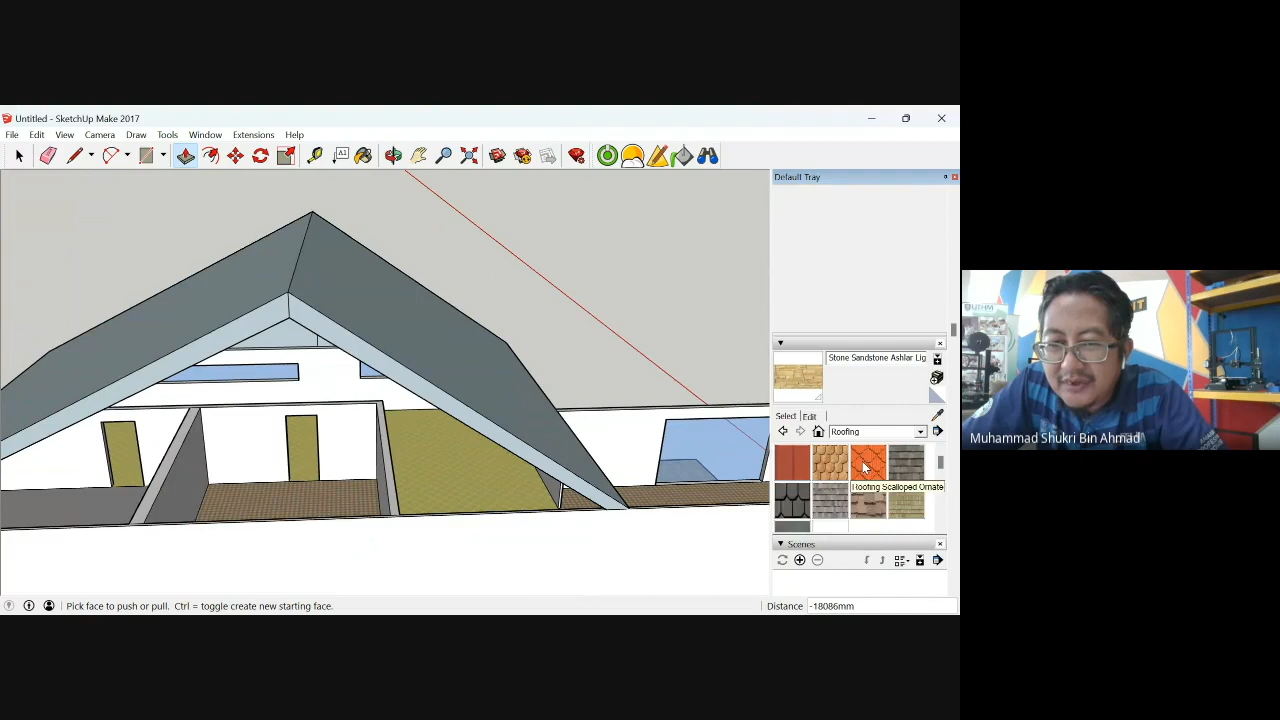 Untitled - SketchUp Make 2017
File Edit View Camera Draw Tools Window Extensions Help
A1
Default Tray
Stone Sandstone Ashlar Lig
Select Edit
Roofing
Roofing Scalloped Ornate
Scenes
Pick face to push or pull. Ctrl = toggle create new starting face.
Distance -18086mm
UTHM
Muhammad Shukri Bin Ahmad